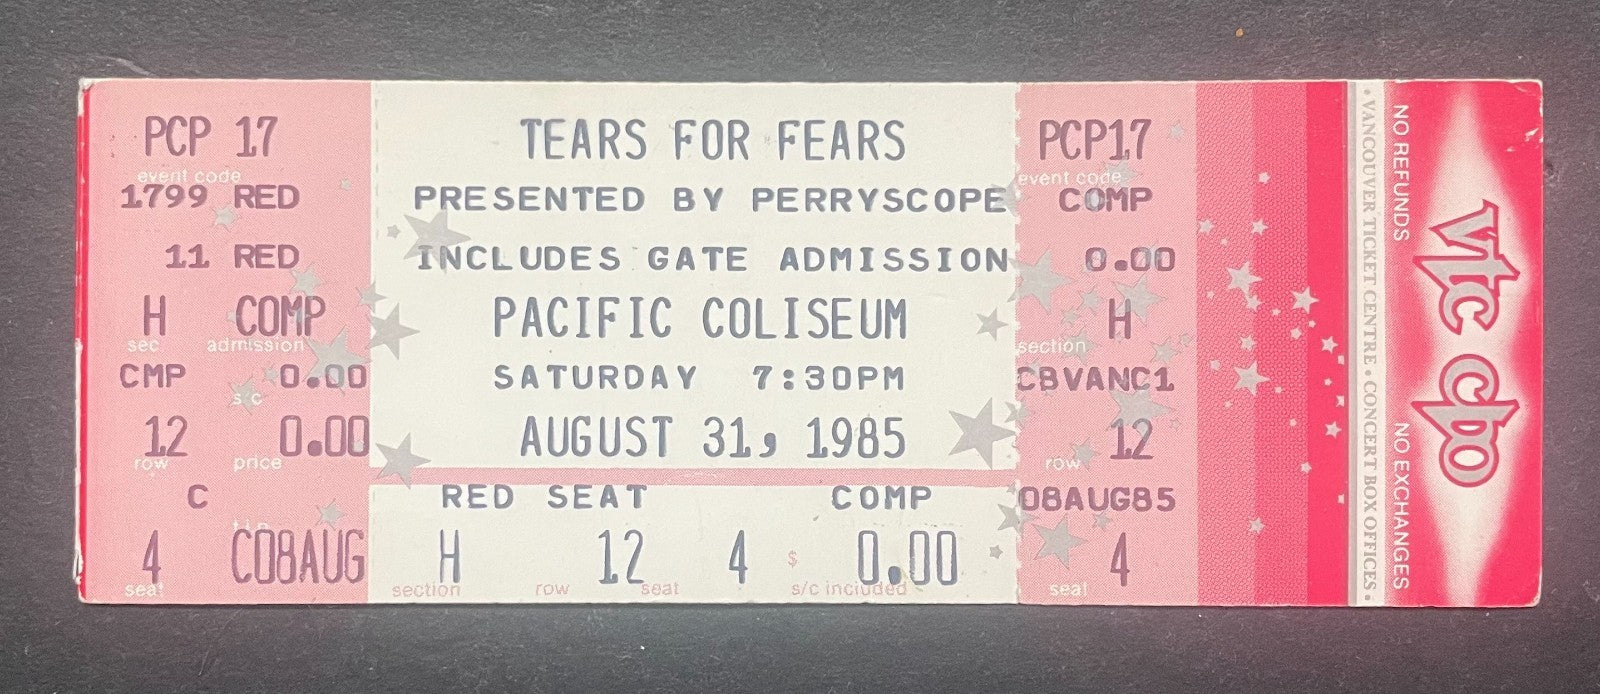 PCP 17
event code
1799 RED
11 RED
H COMP
sec admission
CMP 0.00
s/c
12 0.00
row price
C
4 C08AUG
seat
TEARS FOR FEARS
PRESENTED BY PERRYSCOPE
INCLUDES GATE ADMISSION
PACIFIC COLISEUM
SATURDAY 7:30PM
AUGUST 31, 1985
RED SEAT COMP
H 12 4 $ 0.00
section row seat s/c included
PCP17
event code
COMP
0.00
H
section
CBVANC1
12
row
08AUG85
4
seat
• VANCOUVER TICKET CENTRE • CONCERT BOX OFFICES •
NO REFUNDS NO EXCHANGES
vtc cbo